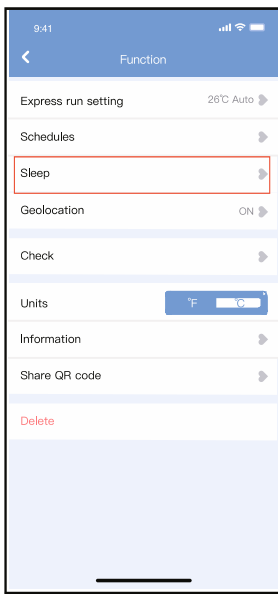 9:41
Function
Express run setting 26℃ Auto
Schedules
Sleep
Geolocation ON
Check
Units °F ℃
Information
Share QR code
Delete